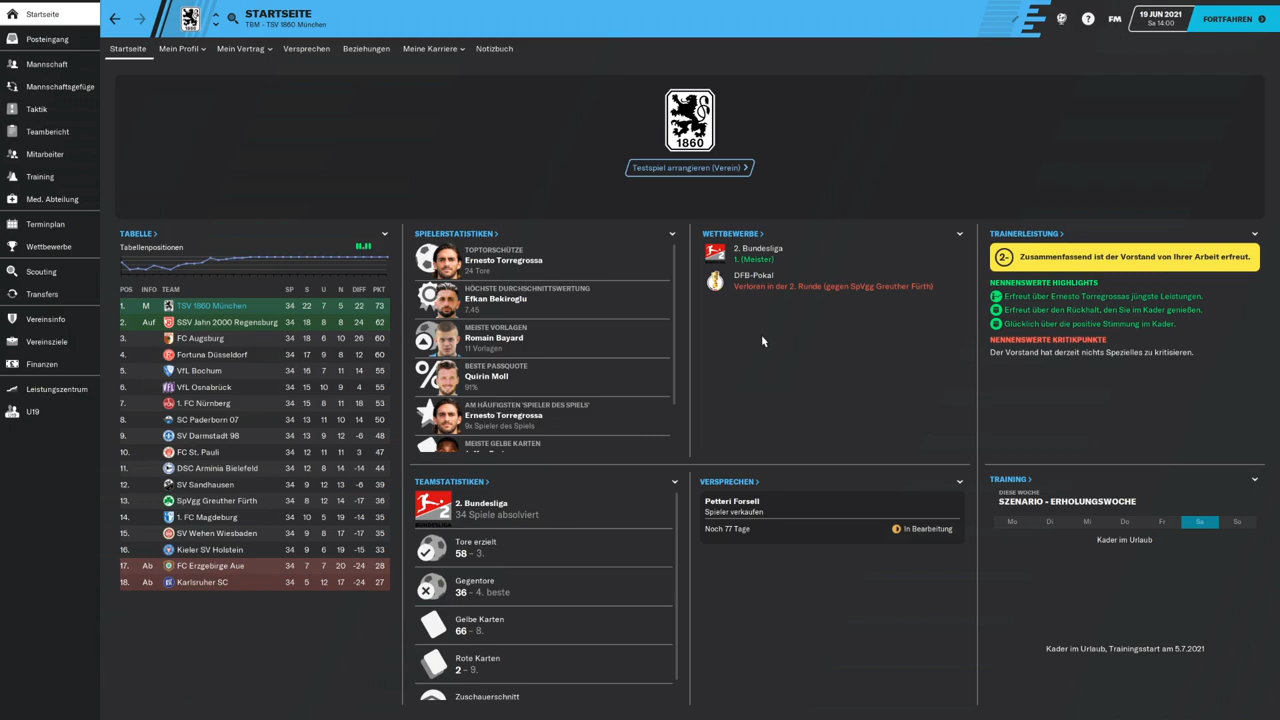 Startseite
Posteingang
Mannschaft
Mannschaftsgefüge
Taktik
Teambericht
Mitarbeiter
Training
Med. Abteilung
Terminplan
Wettbewerbe
Scouting
Transfers
Vereinsinfo
Vereinsziele
Finanzen
Leistungszentrum
U19
1860
STARTSEITE
TBM - TSV 1860 München
FM
19 JUN 2021
Sa 14:00
FORTFAHREN
Startseite
Mein Profil
Mein Vertrag
Versprechen
Beziehungen
Meine Karriere
Notizbuch
1860
Testspiel arrangieren (Verein)
TABELLE
Tabellenpositionen
POS INFO TEAM SP S U N DIFF PKT
1. M TSV 1860 München 34 22 7 5 22 73
2. Auf SSV Jahn 2000 Regensburg 34 18 8 8 24 62
3. FC Augsburg 34 18 6 10 26 60
4. Fortuna Düsseldorf 34 17 9 8 12 60
5. VfL Bochum 34 16 7 11 14 55
6. VfL Osnabrück 34 15 10 9 4 55
7. 1. FC Nürnberg 34 15 8 11 18 53
8. SC Paderborn 07 34 13 11 10 14 50
9. SV Darmstadt 98 34 13 9 12 -6 48
10. FC St. Pauli 34 12 11 11 3 47
11. DSC Arminia Bielefeld 34 12 8 14 -14 44
12. SV Sandhausen 34 9 12 13 -6 39
13. SpVgg Greuther Fürth 34 8 12 14 -17 36
14. 1. FC Magdeburg 34 10 5 19 -14 35
15. SV Wehen Wiesbaden 34 9 8 17 -17 35
16. Kieler SV Holstein 34 9 6 19 -15 33
17. Ab FC Erzgebirge Aue 34 7 7 20 -24 28
18. Ab Karlsruher SC 34 5 12 17 -24 27
SPIELERSTATISTIKEN
TOPTORSCHÜTZE
Ernesto Torregrossa
24 Tore
HÖCHSTE DURCHSCHNITTSWERTUNG
Efkan Bekiroglu
7.45
MEISTE VORLAGEN
Romain Bayard
11 Vorlagen
BESTE PASSQUOTE
Quirin Moll
91%
AM HÄUFIGSTEN 'SPIELER DES SPIELS'
Ernesto Torregrossa
9x Spieler des Spiels
MEISTE GELBE KARTEN
TEAMSTATISTIKEN
2. Bundesliga
34 Spiele absolviert
BUNDESLIGA
Tore erzielt
58 - 3.
Gegentore
36 - 4. beste
Gelbe Karten
66 - 8.
Rote Karten
2 - 9.
Zuschauerschnitt
WETTBEWERBE
2. Bundesliga
1. (Meister)
DFB-Pokal
Verloren in der 2. Runde (gegen SpVgg Greuther Fürth)
VERSPRECHEN
Petteri Forsell
Spieler verkaufen
Noch 77 Tage
In Bearbeitung
TRAINERLEISTUNG
2- Zusammenfassend ist der Vorstand von Ihrer Arbeit erfreut.
NENNENSWERTE HIGHLIGHTS
Erfreut über Ernesto Torregrossas jüngste Leistungen.
Erfreut über den Rückhalt, den Sie im Kader genießen.
Glücklich über die positive Stimmung im Kader.
NENNENSWERTE KRITIKPUNKTE
Der Vorstand hat derzeit nichts Spezielles zu kritisieren.
TRAINING
DIESE WOCHE
SZENARIO - ERHOLUNGSWOCHE
Mo Di Mi Do Fr Sa So
Kader im Urlaub
Kader im Urlaub, Trainingsstart am 5.7.2021